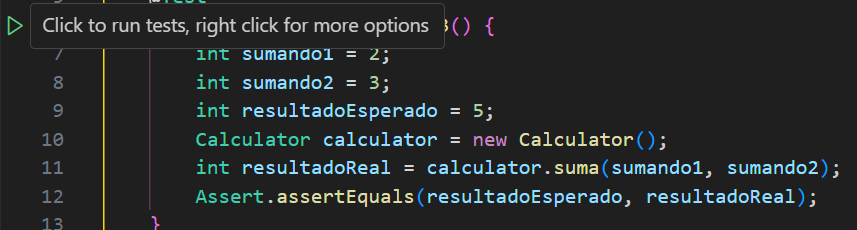 @Test
Click to run tests, right click for more options
3() {
7 int sumando1 = 2;
8 int sumando2 = 3;
9 int resultadoEsperado = 5;
10 Calculator calculator = new Calculator();
11 int resultadoReal = calculator.suma(sumando1, sumando2);
12 Assert.assertEquals(resultadoEsperado, resultadoReal);
13 }